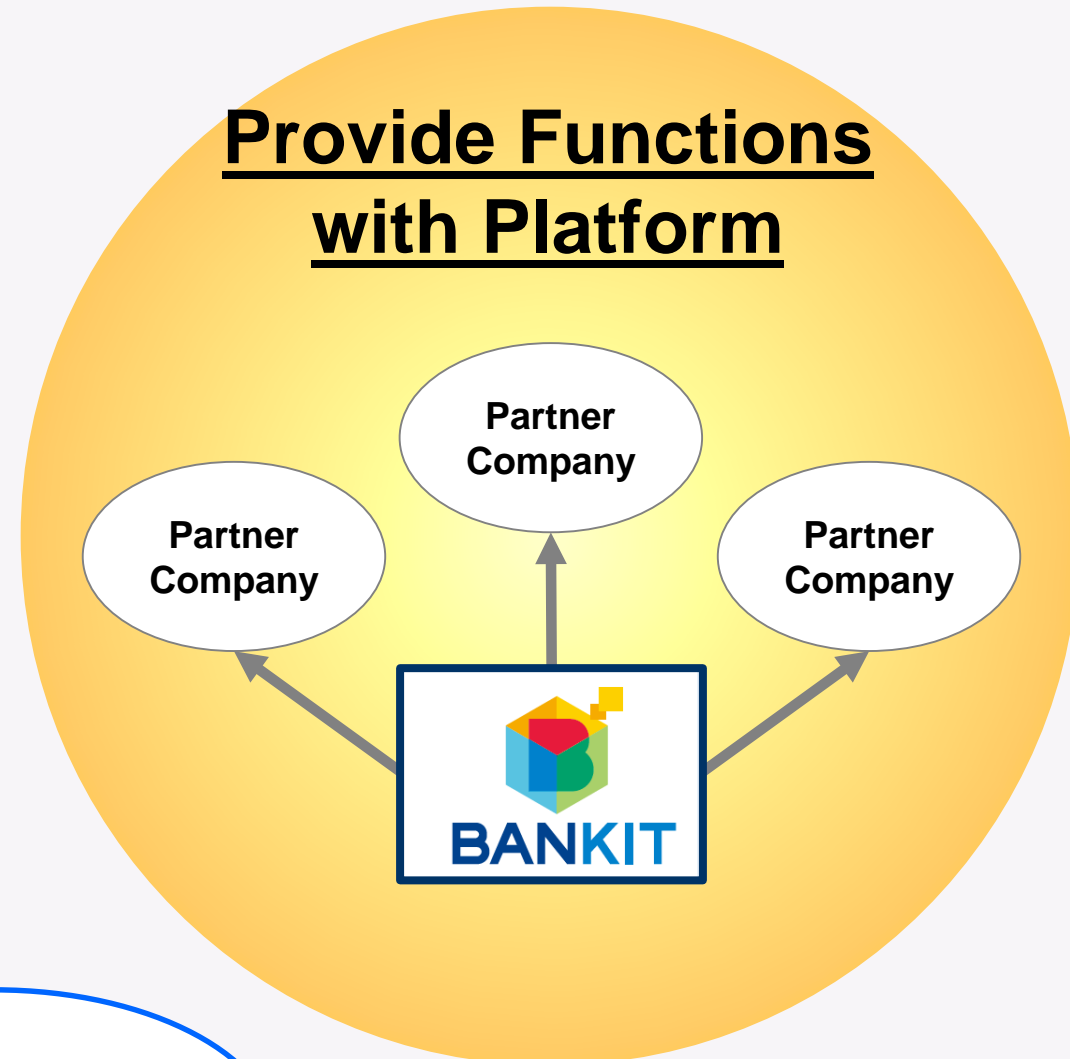 Provide Functions
with Platform
Partner
Company
Partner
Company
Partner
Company
BANKIT